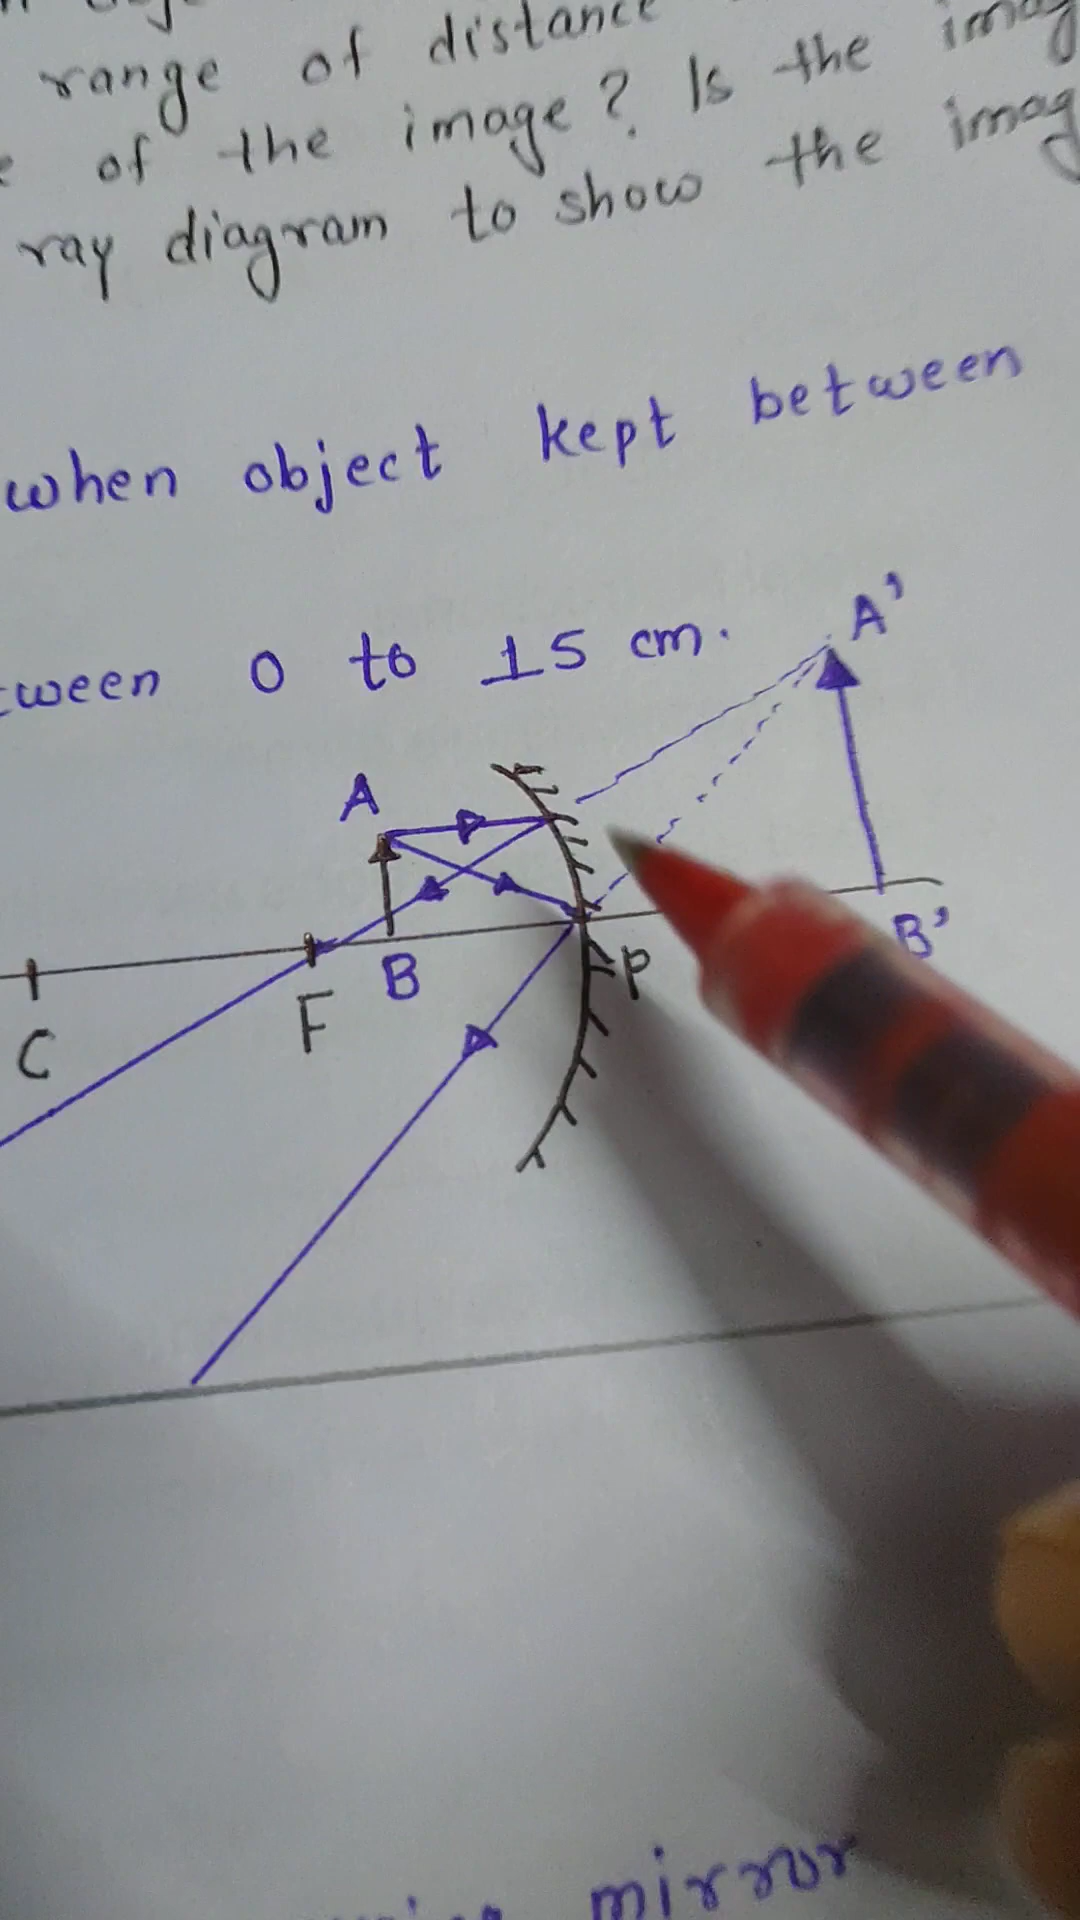 range of distance
of the image? Is the
ray diagram to show the
when object kept between
0 to 15 cm.
A'
A
B'
P
B
F
C
mirror